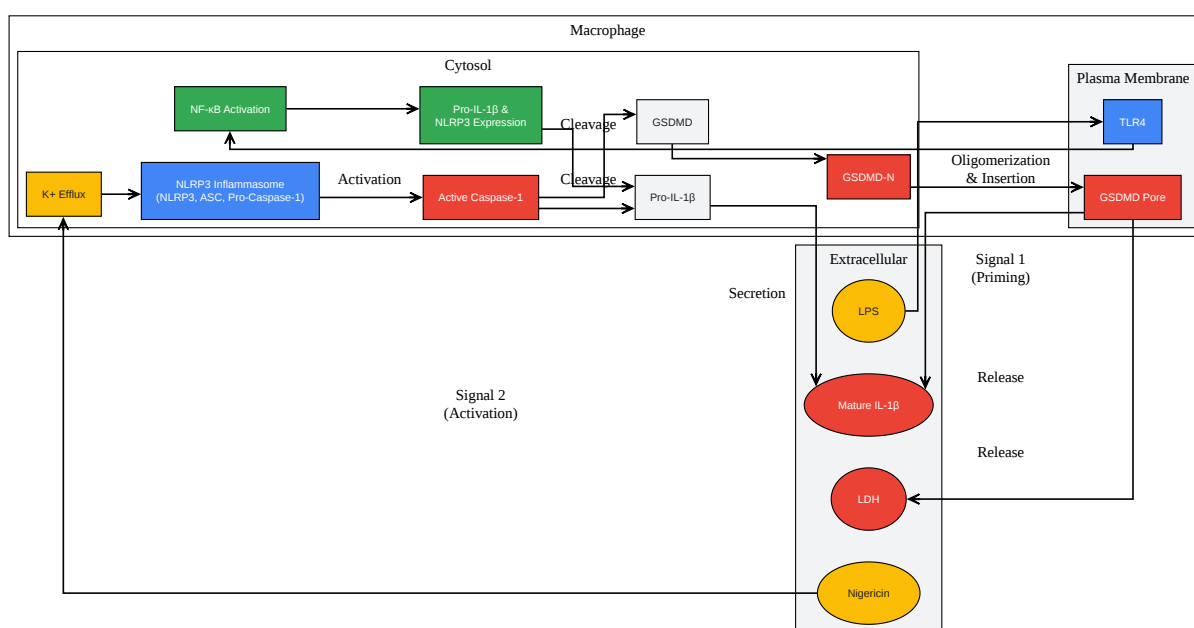 Macrophage
Cytosol
Plasma Membrane
NF-κB Activation
Pro-IL-1β &
NLRP3 Expression
Cleavage
GSDMD
TLR4
Oligomerization
& Insertion
K+ Efflux
NLRP3 Inflammasome
(NLRP3, ASC, Pro-Caspase-1)
Activation
Active Caspase-1
Cleavage
Pro-IL-1β
GSDMD-N
GSDMD Pore
Extracellular
Signal 1
(Priming)
Secretion
LPS
Release
Signal 2
(Activation)
Mature IL-1β
Release
LDH
Nigericin